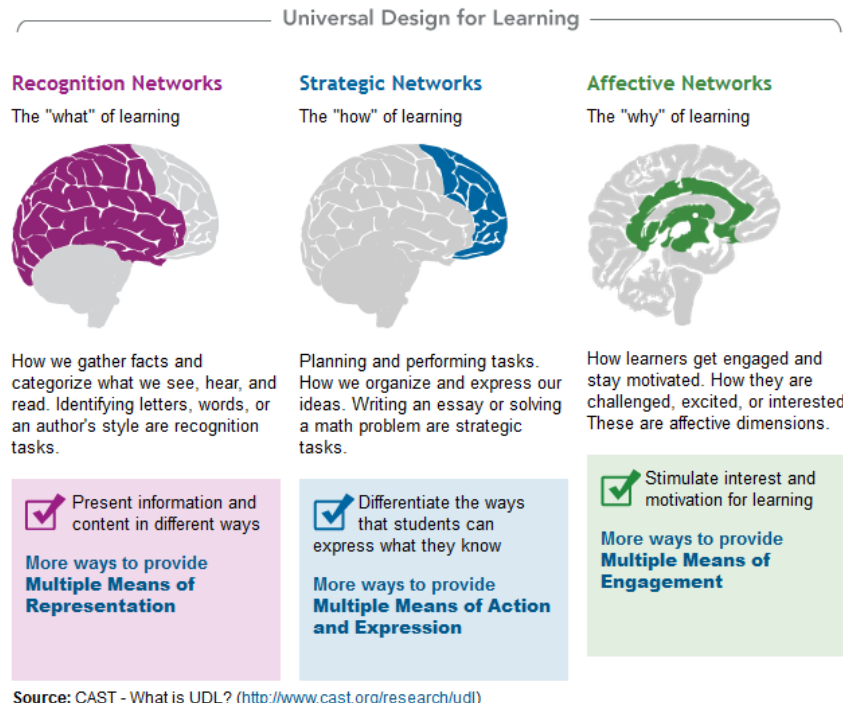 Universal Design for Learning
Recognition Networks
The "what" of learning
How we gather facts and
categorize what we see, hear, and
read. Identifying letters, words, or
an author's style are recognition
tasks.
Present information and
content in different ways
More ways to provide
Multiple Means of
Representation
Strategic Networks
The "how" of learning
Planning and performing tasks.
How we organize and express our
ideas. Writing an essay or solving
a math problem are strategic
tasks.
Differentiate the ways
that students can
express what they know
More ways to provide
Multiple Means of Action
and Expression
Affective Networks
The "why" of learning
How learners get engaged and
stay motivated. How they are
challenged, excited, or interested
These are affective dimensions.
Stimulate interest and
motivation for learning
More ways to provide
Multiple Means of
Engagement
Source: CAST - What is UDL? (http://www.cast.org/research/udl)